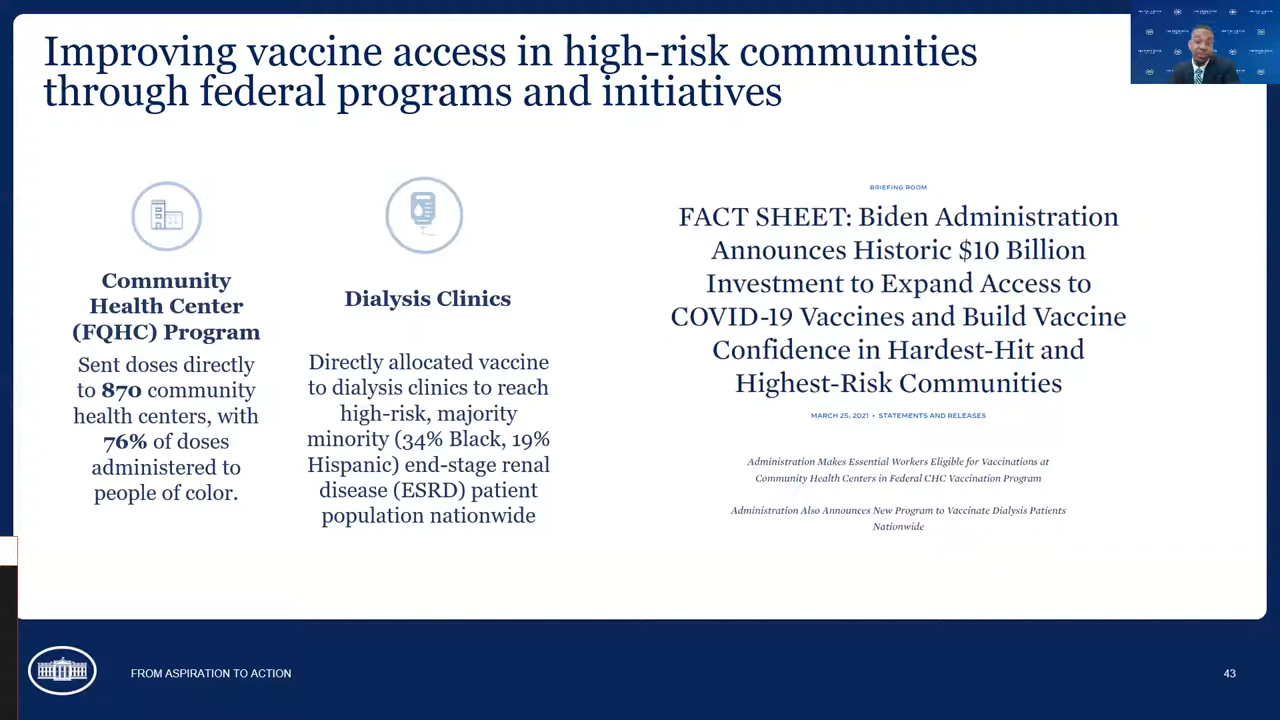 Improving vaccine access in high-risk communities
through federal programs and initiatives
Community
Health Center
(FQHC) Program
Sent doses directly
to 870 community
health centers, with
76% of doses
administered to
people of color.
Dialysis Clinics
Directly allocated vaccine
to dialysis clinics to reach
high-risk, majority
minority (34% Black, 19%
Hispanic) end-stage renal
disease (ESRD) patient
population nationwide
BRIEFING ROOM
FACT SHEET: Biden Administration
Announces Historic $10 Billion
Investment to Expand Access to
COVID-19 Vaccines and Build Vaccine
Confidence in Hardest-Hit and
Highest-Risk Communities
MARCH 25, 2021 • STATEMENTS AND RELEASES
Administration Makes Essential Workers Eligible for Vaccinations at
Community Health Centers in Federal CHC Vaccination Program
Administration Also Announces New Program to Vaccinate Dialysis Patients
Nationwide
FROM ASPIRATION TO ACTION
43